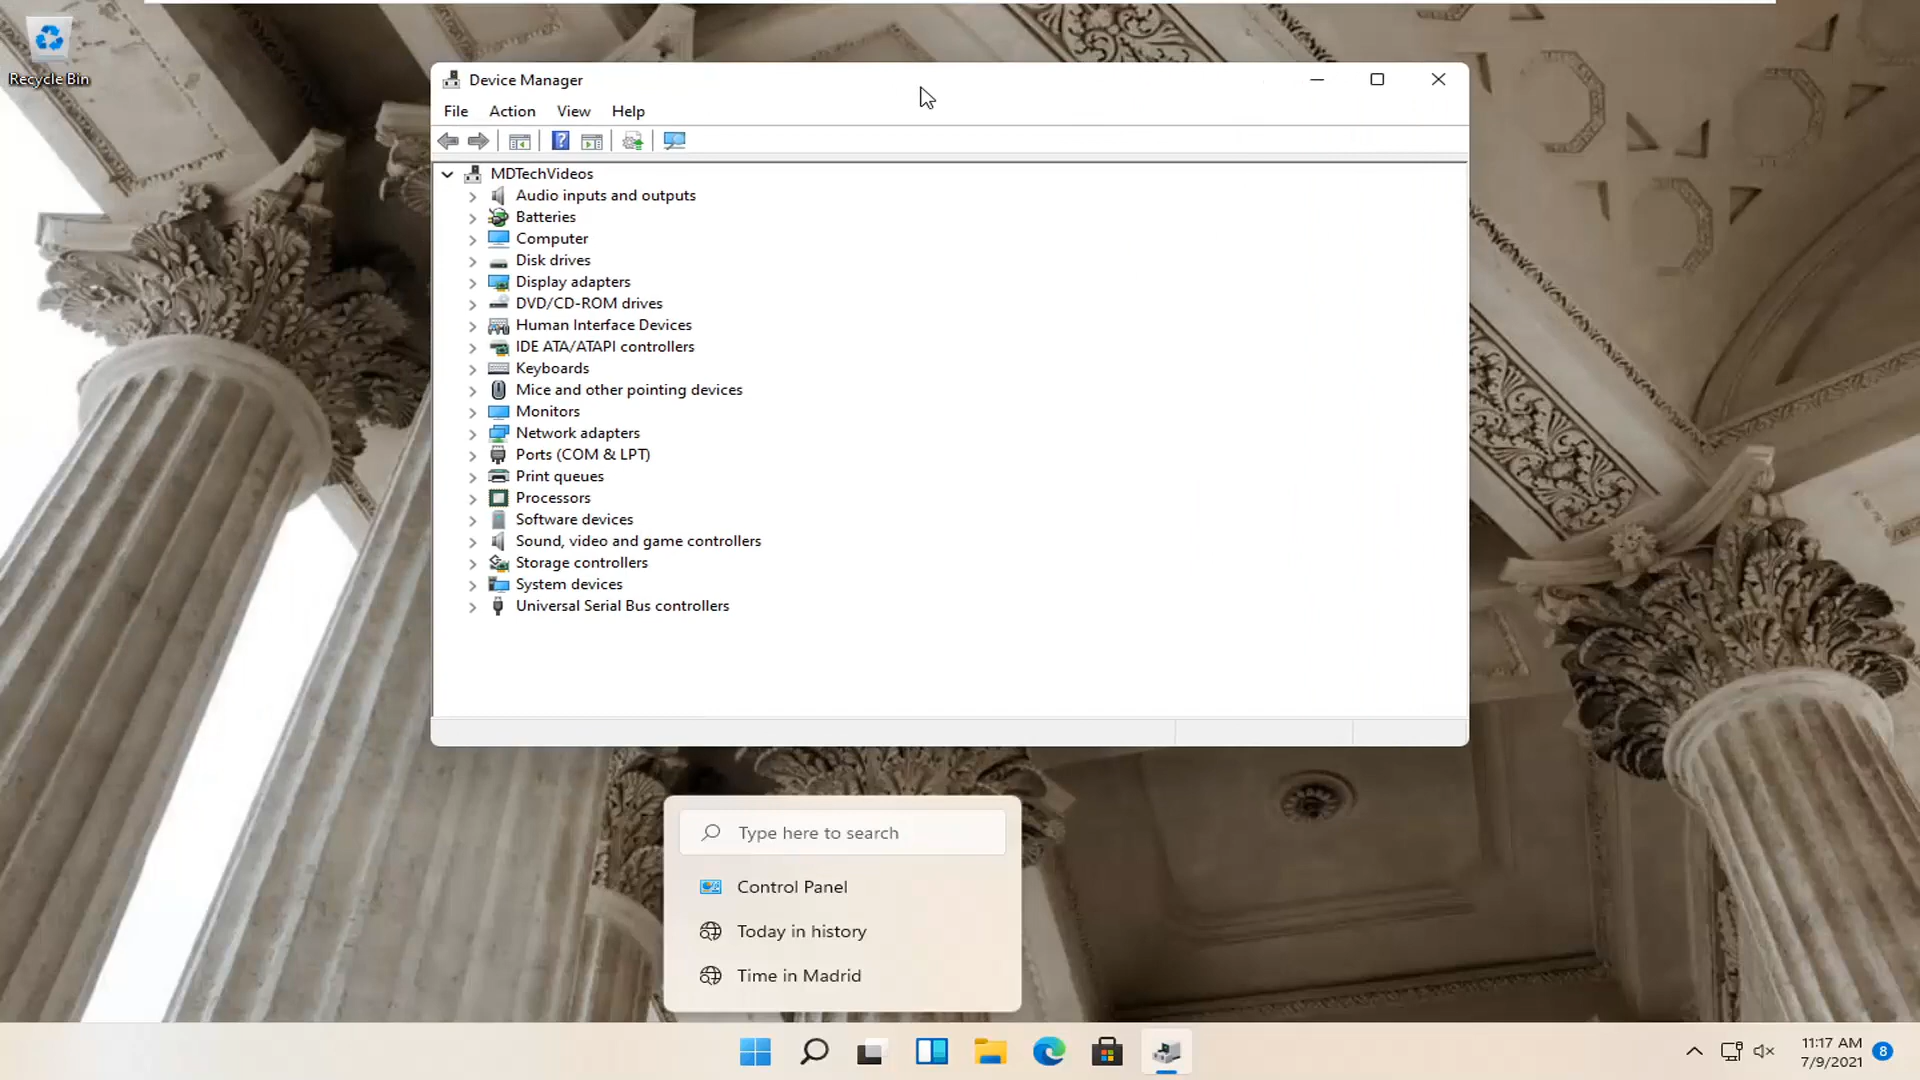 Recycle Bin
Device Manager
File Action View Help
MDTechVideos
Audio inputs and outputs
Batteries
Computer
Disk drives
Display adapters
DVD/CD-ROM drives
Human Interface Devices
IDE ATA/ATAPI controllers
Keyboards
Mice and other pointing devices
Monitors
Network adapters
Ports (COM & LPT)
Print queues
Processors
Software devices
Sound, video and game controllers
Storage controllers
System devices
Universal Serial Bus controllers
Type here to search
Control Panel
Today in history
Time in Madrid
11:17 AM
7/9/2021
8